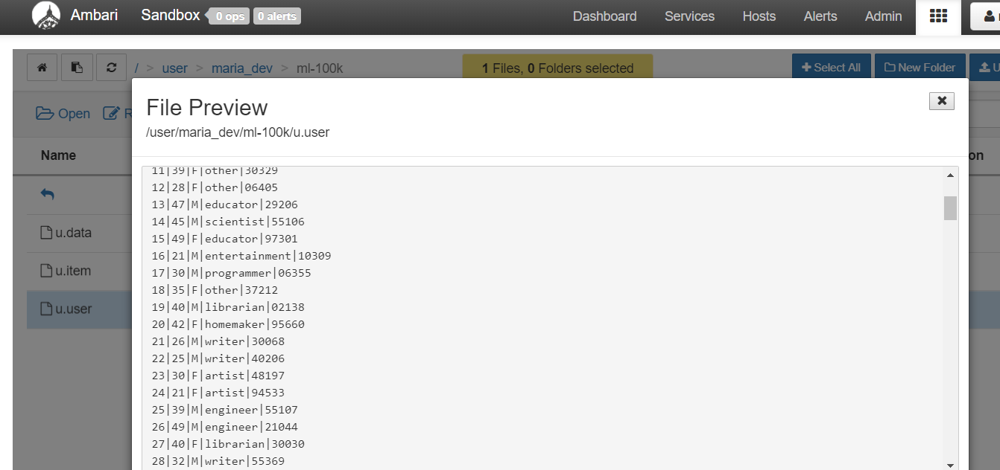 Ambari Sandbox 0 ops 0 alerts Dashboard Services Hosts Alerts Admin
/ > user > maria_dev > ml-100k 1 Files, 0 Folders selected Select All New Folder U
Open R
File Preview
/user/maria_dev/ml-100k/u.user
Name on
u.data
u.item
u.user
11|39|F|other|30329
12|28|F|other|06405
13|47|M|educator|29206
14|45|M|scientist|55106
15|49|F|educator|97301
16|21|M|entertainment|10309
17|30|M|programmer|06355
18|35|F|other|37212
19|40|M|librarian|02138
20|42|F|homemaker|95660
21|26|M|writer|30068
22|25|M|writer|40206
23|30|F|artist|48197
24|21|F|artist|94533
25|39|M|engineer|55107
26|49|M|engineer|21044
27|40|F|librarian|30030
28|32|M|writer|55369